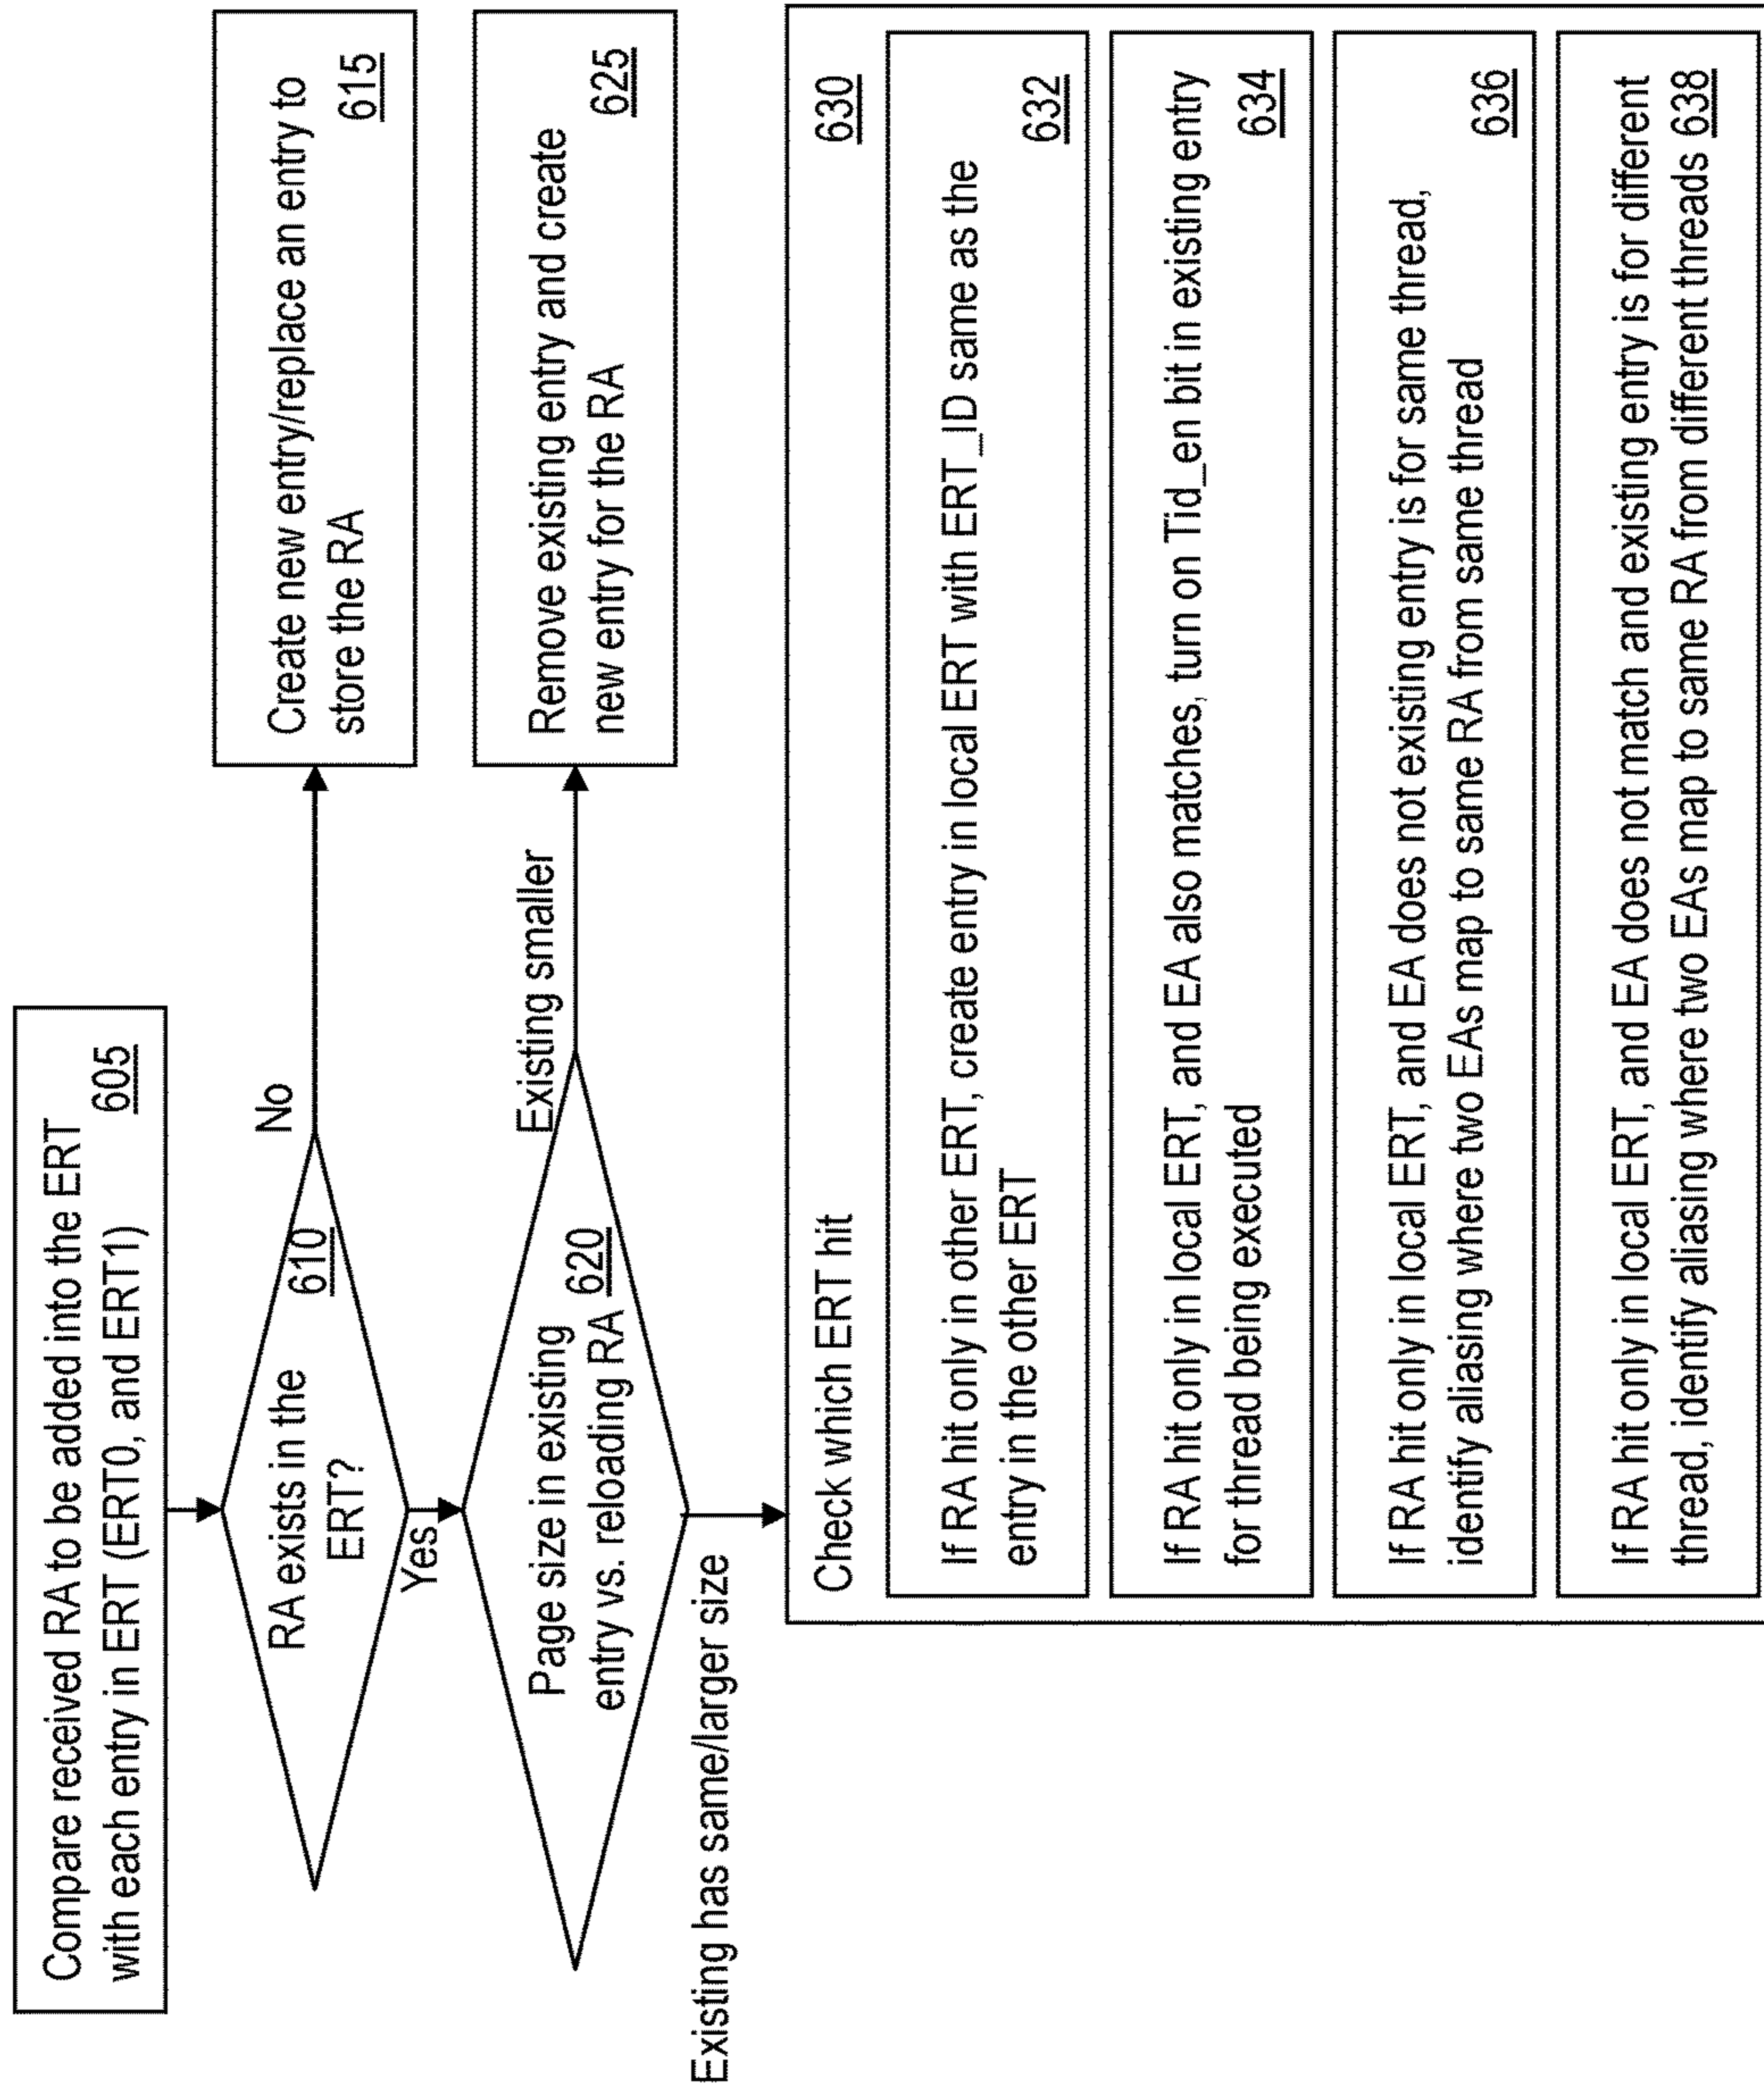 Compare received RA to be added into the ERT
with each entry in ERT (ERT0, and ERT1)
605
RA exists in the
ERT?
610
No
Yes
Create new entry/replace an entry to
store the RA
615
Page size in existing
entry vs. reloading RA
620
Existing smaller
Remove existing entry and create
new entry for the RA
625
Existing has same/larger size
Check which ERT hit
630
If RA hit only in other ERT, create entry in local ERT with ERT_ID same as the
entry in the other ERT
632
If RA hit only in local ERT, and EA also matches, turn on Tid_en bit in existing entry
for thread being executed
634
If RA hit only in local ERT, and EA does not existing entry is for same thread,
identify aliasing where two EAs map to same RA from same thread
636
If RA hit only in local ERT, and EA does not match and existing entry is for different
thread, identify aliasing where two EAs map to same RA from different threads 638